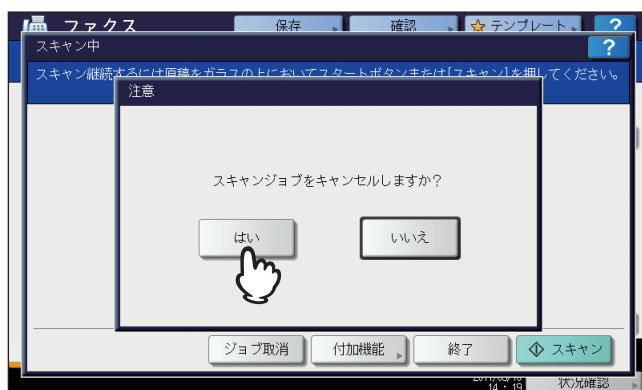 ファクス
保存
確認
テンプレート
?
スキャン中
?
スキャン継続するには原稿をガラスの上においてスタートボタンまたは[スキャン]を押してください。
注意
スキャンジョブをキャンセルしますか?
はい
いいえ
ジョブ取消
付加機能
終了
スキャン
14:19
状況確認